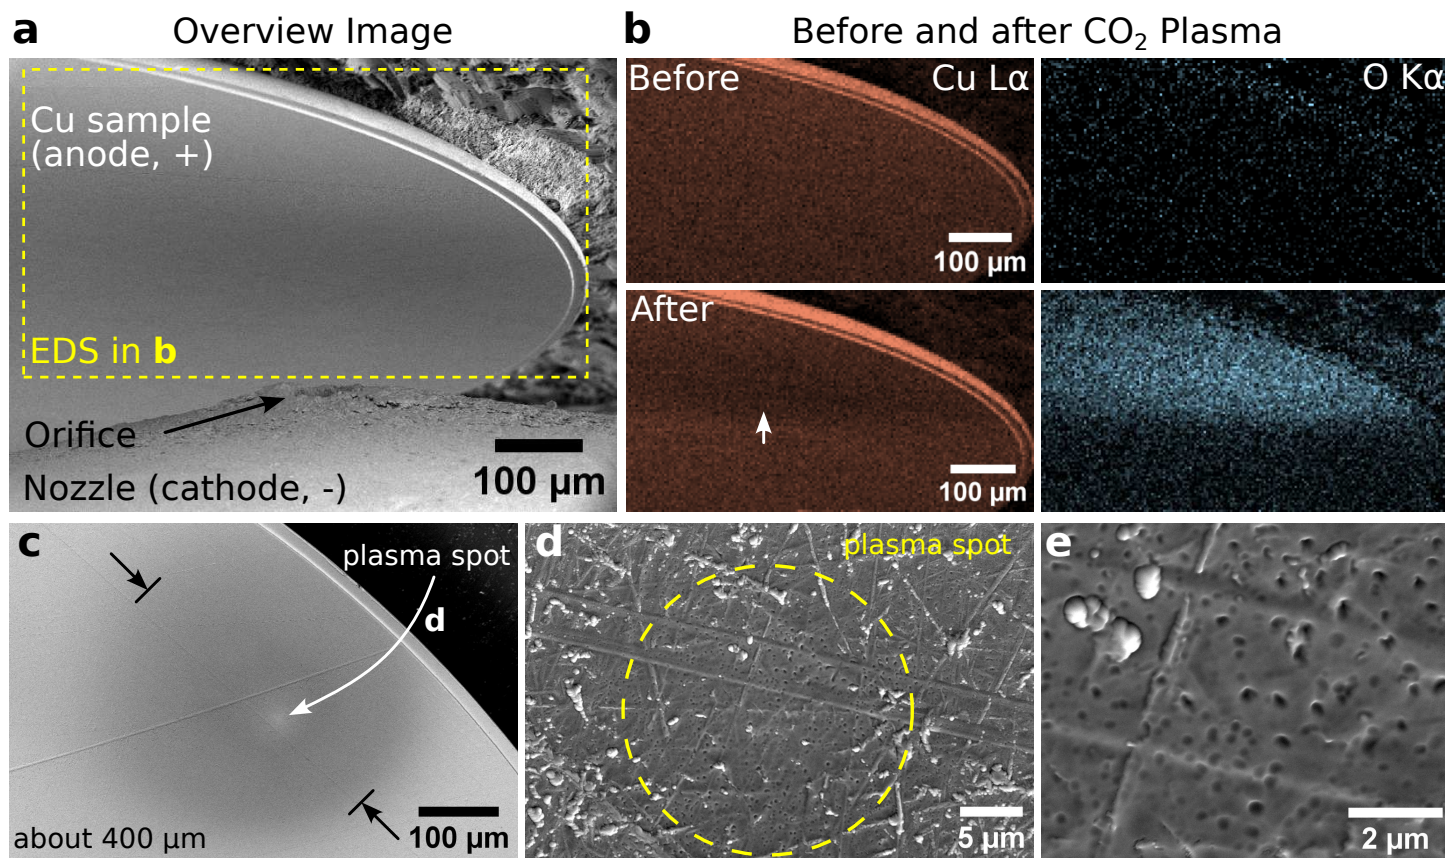 a
Overview Image
Cu sample
(anode, +)
EDS in b
Orifice
Nozzle (cathode, -)
100 µm
b
Before and after CO₂ Plasma
Before
Cu Lα
100 µm
O Kα
After
100 µm
c
plasma spot
d
about 400 µm
100 µm
d
plasma spot
5 µm
e
2 µm